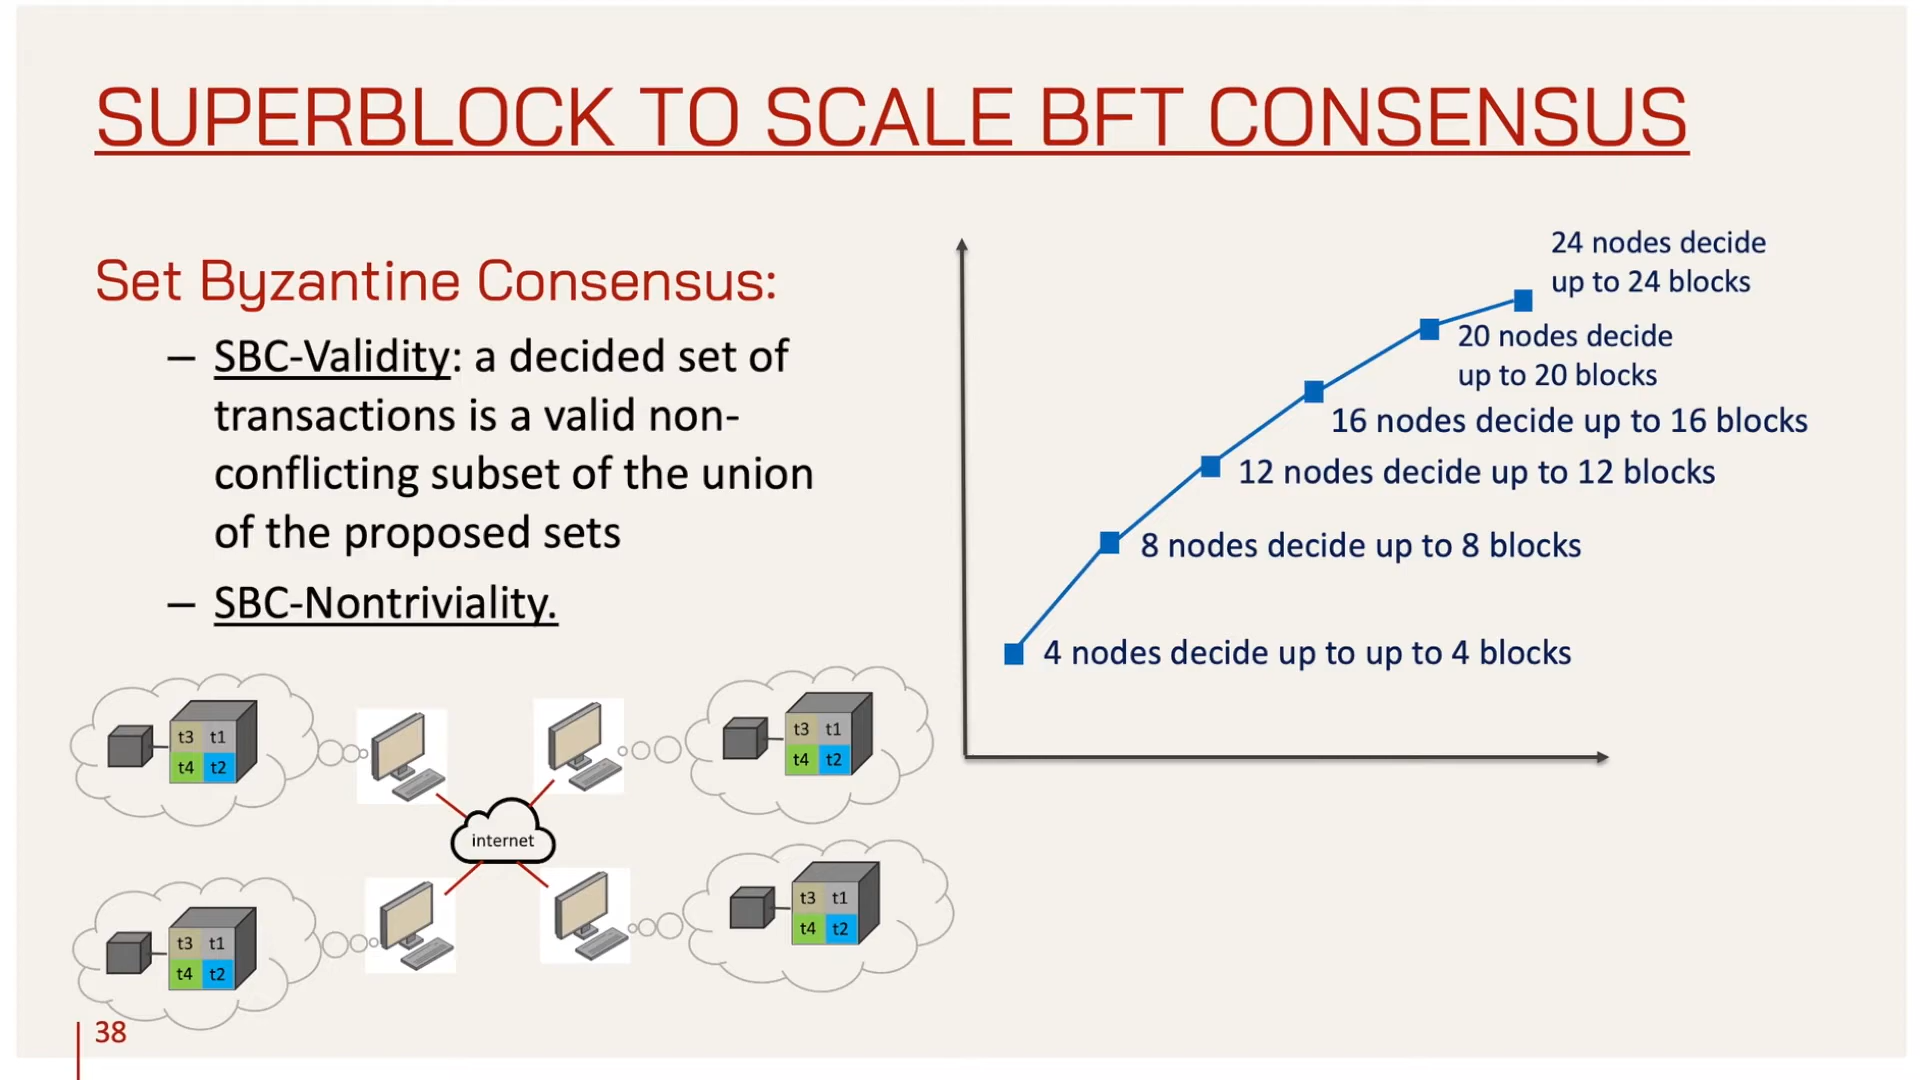 SUPERBLOCK TO SCALE BFT CONSENSUS
Set Byzantine Consensus:
– SBC-Validity: a decided set of
transactions is a valid non-
conflicting subset of the union
of the proposed sets
– SBC-Nontriviality.
24 nodes decide
up to 24 blocks
20 nodes decide
up to 20 blocks
16 nodes decide up to 16 blocks
12 nodes decide up to 12 blocks
8 nodes decide up to 8 blocks
4 nodes decide up to up to 4 blocks
t3 t1
t4 t2
t3 t1
t4 t2
internet
t3 t1
t4 t2
t3 t1
t4 t2
38